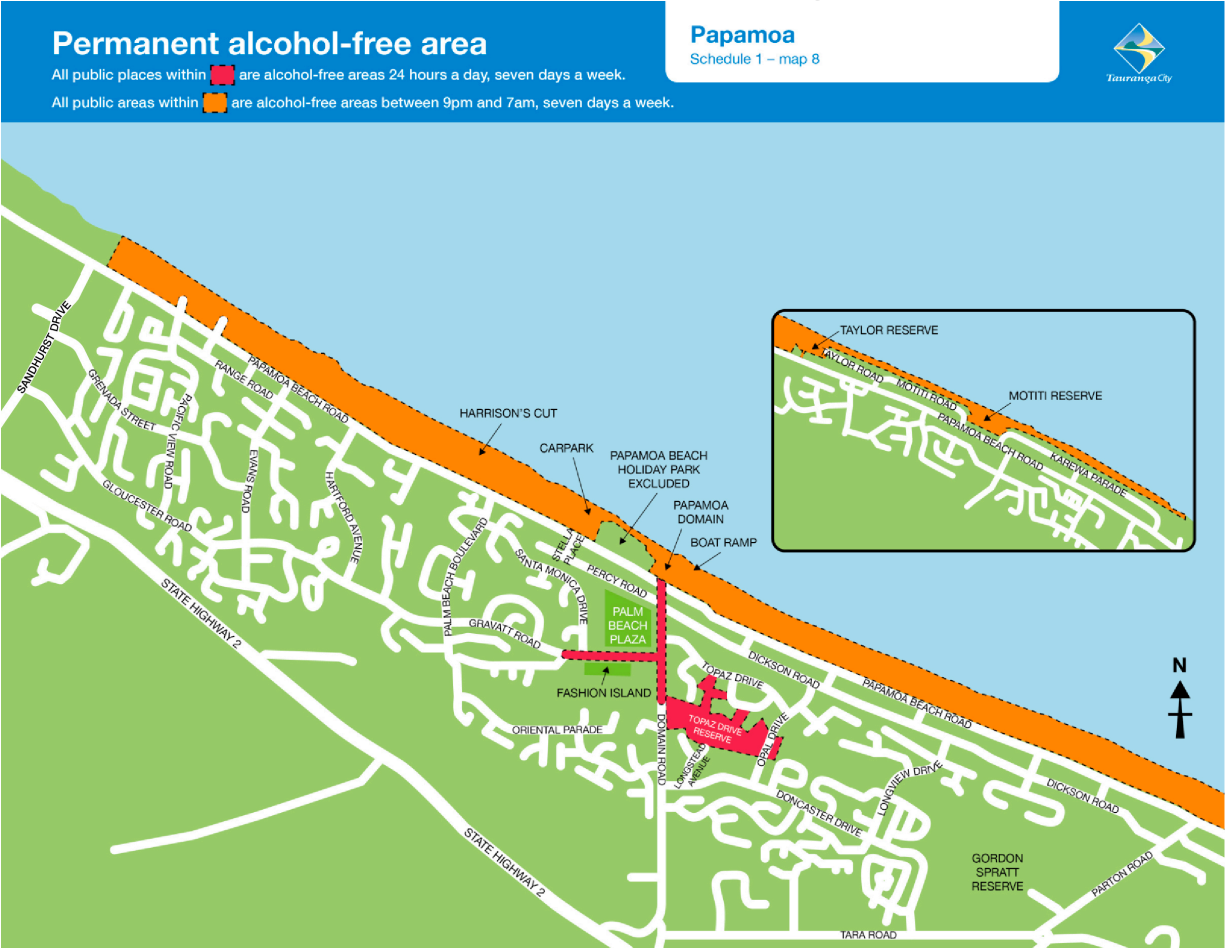 Permanent alcohol-free area
All public places within are alcohol-free areas 24 hours a day, seven days a week.
All public areas within are alcohol-free areas between 9pm and 7am, seven days a week.
Papamoa
Schedule 1 – map 8
Tauranga City
SANDHURST DRIVE
GRENADA STREET
RANGE ROAD
PAPAMOA BEACH ROAD
PACIFIC VIEW ROAD
EVANS ROAD
GLOUCESTER ROAD
HARTFORD AVENUE
STATE HIGHWAY 2
HARRISON'S CUT
CARPARK
PAPAMOA BEACH
HOLIDAY PARK
EXCLUDED
PAPAMOA
DOMAIN
BOAT RAMP
TAYLOR RESERVE
TAYLOR ROAD
MOTITI ROAD
MOTITI RESERVE
PAPAMOA BEACH ROAD
KAREWA PARADE
PALM BEACH BOULEVARD
SANTA MONICA DRIVE
STELLA
PLACE
PERCY ROAD
GRAVATT ROAD
PALM
BEACH
PLAZA
FASHION ISLAND
ORIENTAL PARADE
DOMAIN ROAD
TOPAZ DRIVE
DICKSON ROAD
PAPAMOA BEACH ROAD
TOPAZ DRIVE
RESERVE
OPAL DRIVE
LONGSTEAD
AVENUE
DONCASTER DRIVE
LONGVIEW DRIVE
DICKSON ROAD
N
STATE HIGHWAY 2
GORDON
SPRATT
RESERVE
PARTON ROAD
TARA ROAD